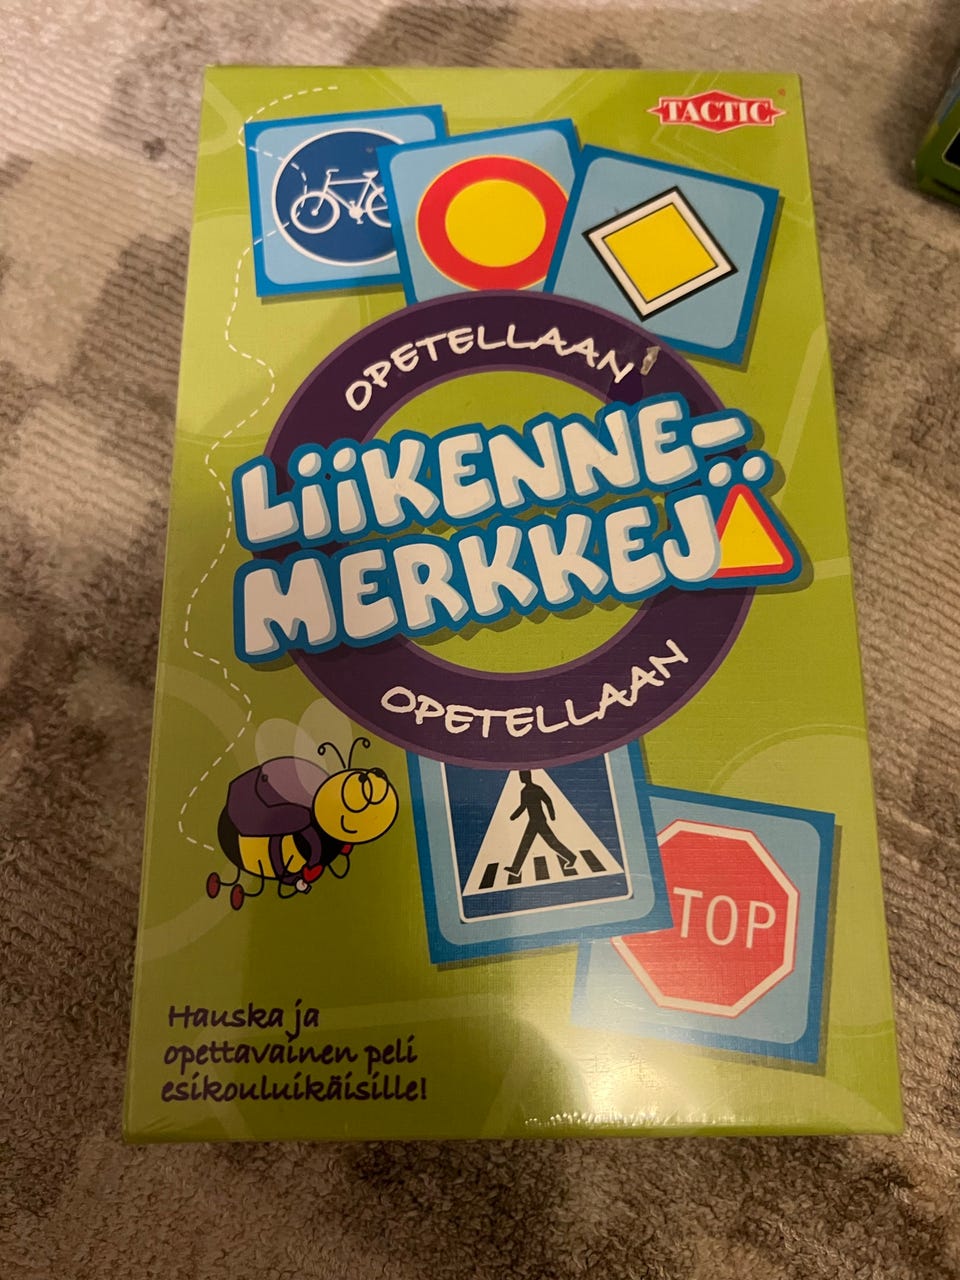 TACTIC
OPETELLAAN
LiiKENNE-
MERKKEJÄ
OPETELLAAN
TOP
Hauska ja
opettavainen peli
esikouluikäisille!